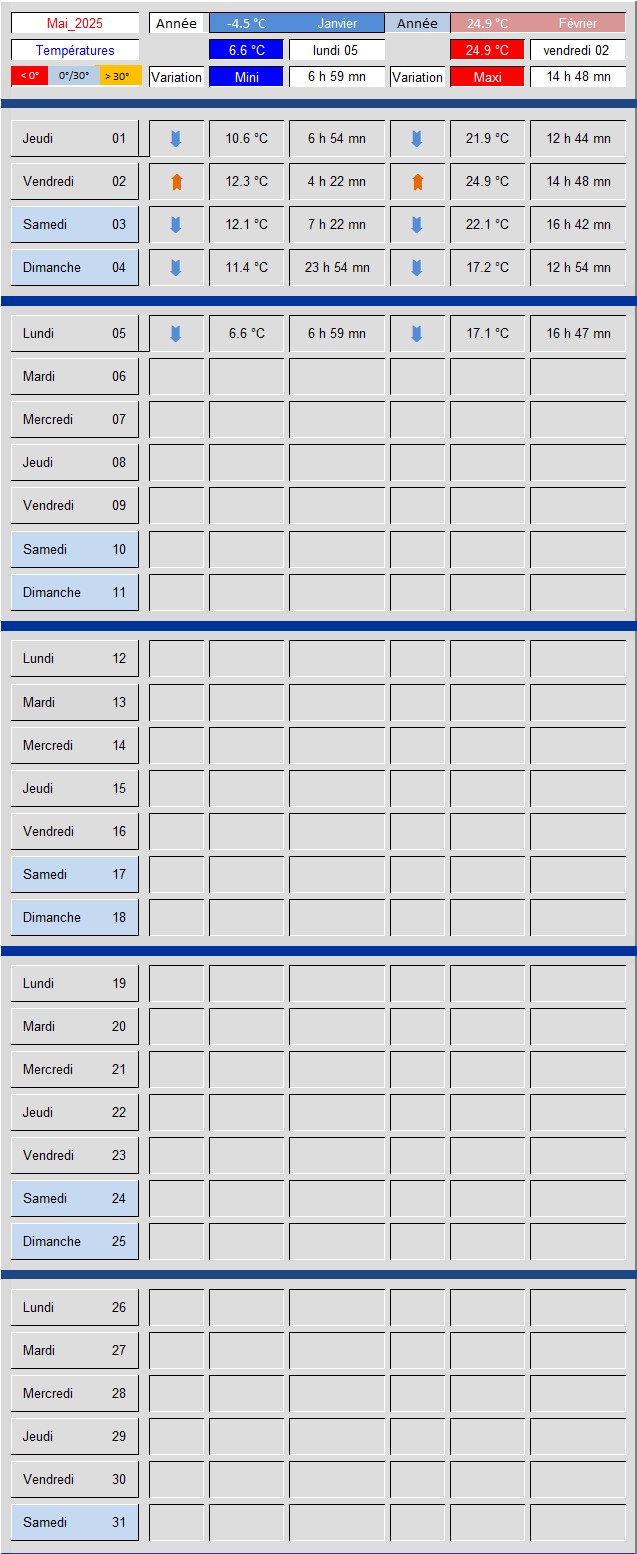 Mai_2025 Année -4.5 °C Janvier Année 24.9 °C Février
Températures 6.6 °C lundi 05 24.9 °C vendredi 02
< 0° 0°/30° > 30° Variation Mini 6 h 59 mn Variation Maxi 14 h 48 mn
Jeudi 01 10.6 °C 6 h 54 mn 21.9 °C 12 h 44 mn
Vendredi 02 12.3 °C 4 h 22 mn 24.9 °C 14 h 48 mn
Samedi 03 12.1 °C 7 h 22 mn 22.1 °C 16 h 42 mn
Dimanche 04 11.4 °C 23 h 54 mn 17.2 °C 12 h 54 mn
Lundi 05 6.6 °C 6 h 59 mn 17.1 °C 16 h 47 mn
Mardi 06
Mercredi 07
Jeudi 08
Vendredi 09
Samedi 10
Dimanche 11
Lundi 12
Mardi 13
Mercredi 14
Jeudi 15
Vendredi 16
Samedi 17
Dimanche 18
Lundi 19
Mardi 20
Mercredi 21
Jeudi 22
Vendredi 23
Samedi 24
Dimanche 25
Lundi 26
Mardi 27
Mercredi 28
Jeudi 29
Vendredi 30
Samedi 31